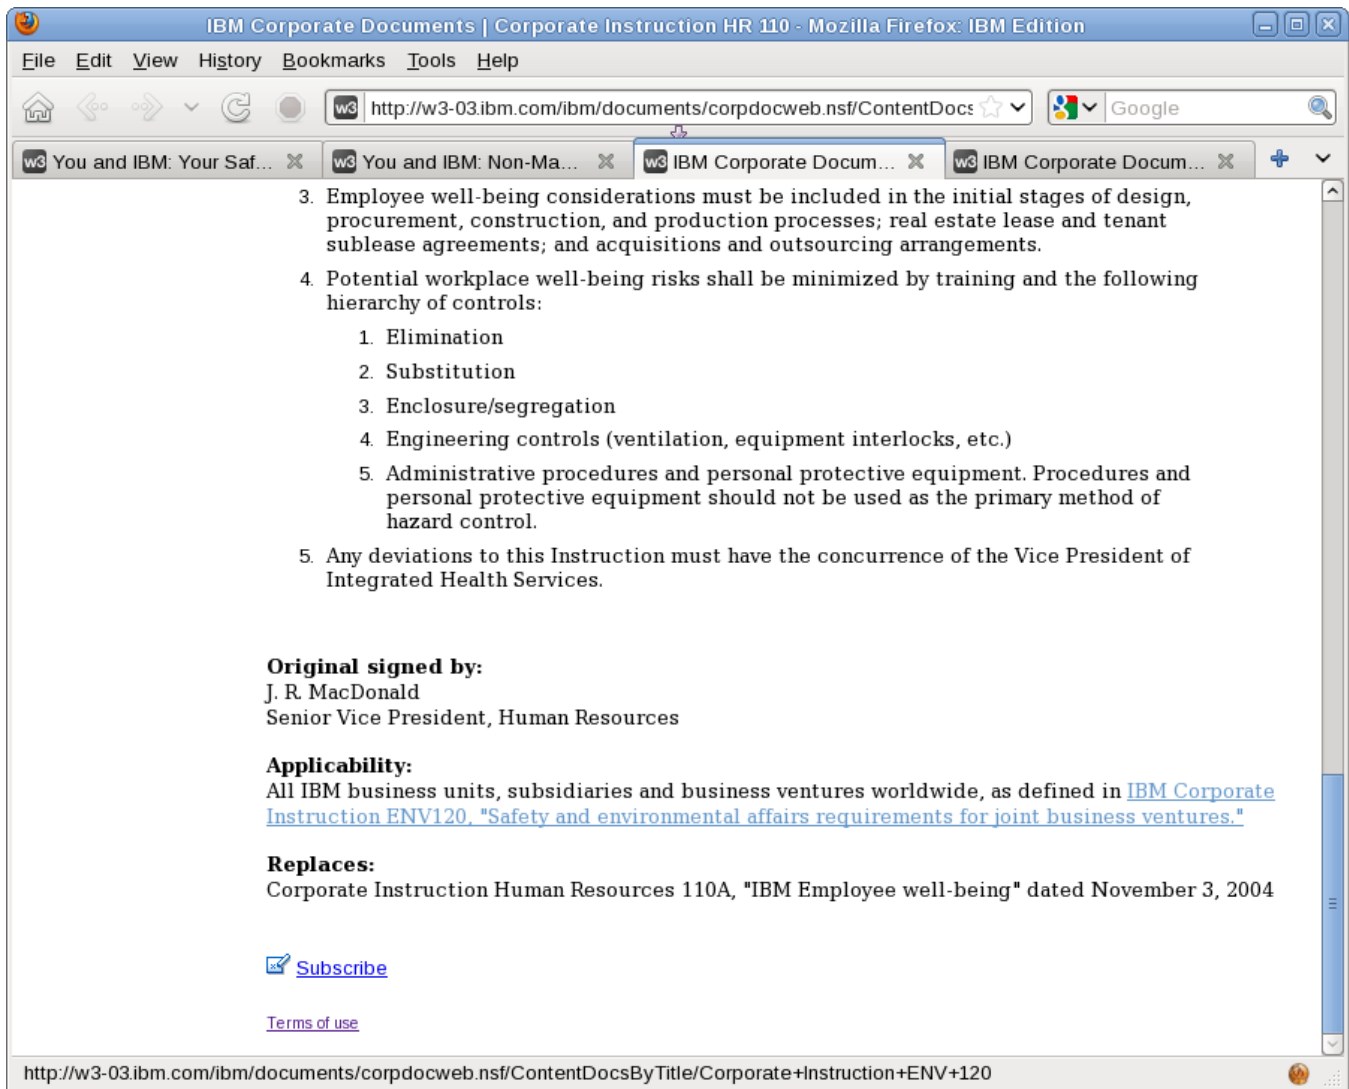 IBM Corporate Documents | Corporate Instruction HR 110 - Mozilla Firefox: IBM Edition
File Edit View History Bookmarks Tools Help
w3 http://w3-03.ibm.com/ibm/documents/corpdocweb.nsf/ContentDocs Google
w3 You and IBM: Your Saf... w3 You and IBM: Non-Ma... w3 IBM Corporate Docum... w3 IBM Corporate Docum...
3. Employee well-being considerations must be included in the initial stages of design,
procurement, construction, and production processes; real estate lease and tenant
sublease agreements; and acquisitions and outsourcing arrangements.
4. Potential workplace well-being risks shall be minimized by training and the following
hierarchy of controls:
1. Elimination
2. Substitution
3. Enclosure/segregation
4. Engineering controls (ventilation, equipment interlocks, etc.)
5. Administrative procedures and personal protective equipment. Procedures and
personal protective equipment should not be used as the primary method of
hazard control.
5. Any deviations to this Instruction must have the concurrence of the Vice President of
Integrated Health Services.
Original signed by:
J. R. MacDonald
Senior Vice President, Human Resources
Applicability:
All IBM business units, subsidiaries and business ventures worldwide, as defined in IBM Corporate
Instruction ENV120, "Safety and environmental affairs requirements for joint business ventures."
Replaces:
Corporate Instruction Human Resources 110A, "IBM Employee well-being" dated November 3, 2004
Subscribe
Terms of use
http://w3-03.ibm.com/ibm/documents/corpdocweb.nsf/ContentDocsByTitle/Corporate+Instruction+ENV+120